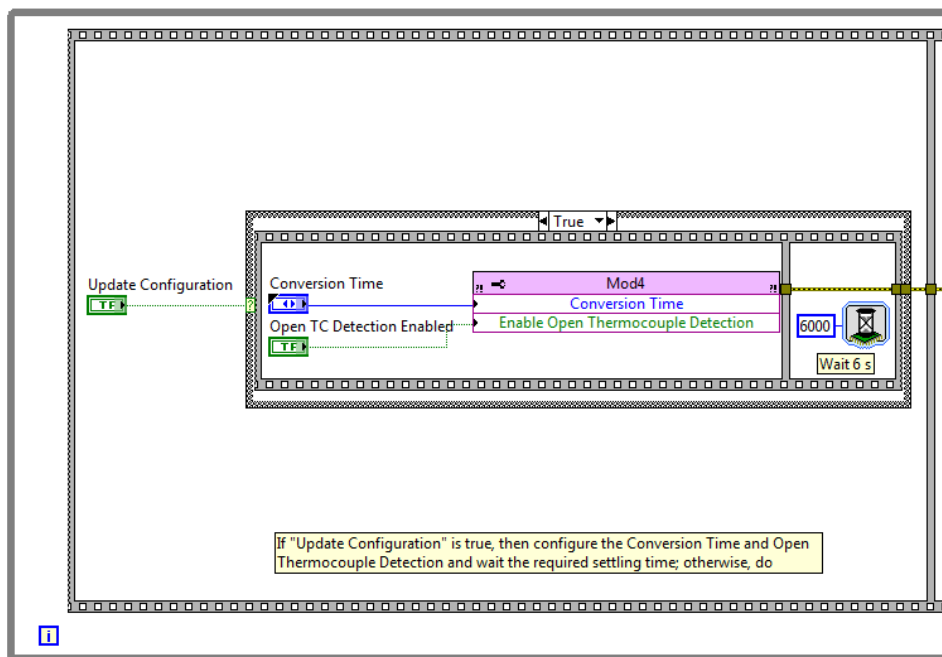 True
Update Configuration
TF
Conversion Time
Open TC Detection Enabled
TF
?!
Mod4
?!
Conversion Time
Enable Open Thermocouple Detection
6000
Wait 6 s
?
If "Update Configuration" is true, then configure the Conversion Time and Open
Thermocouple Detection and wait the required settling time; otherwise, do
i